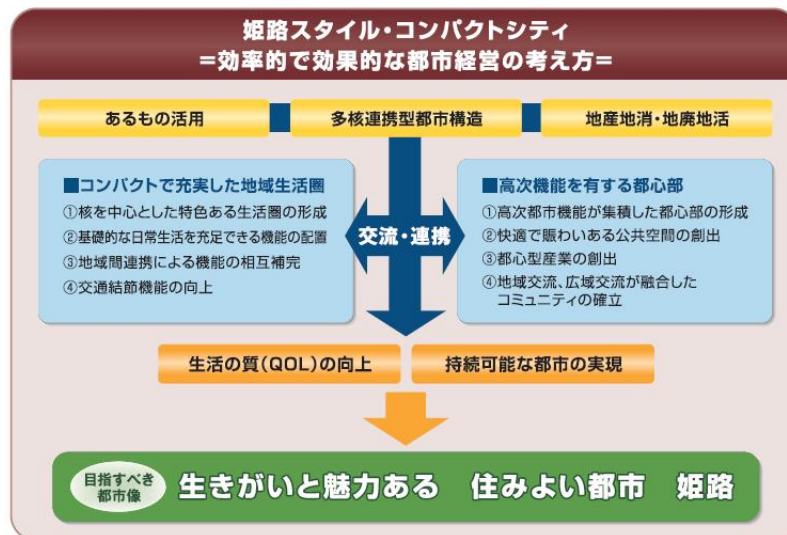 姫路スタイル・コンパクトシティ
=効率的で効果的な都市経営の考え方=
あるもの活用
多核連携型都市構造
地産地消・地廃地活
■コンパクトで充実した地域生活圏
①核を中心とした特色ある生活圏の形成
②基礎的な日常生活を充足できる機能の配置
③地域間連携による機能の相互補完
④交通結節機能の向上
交流・連携
■高次機能を有する都心部
①高次都市機能が集積した都心部の形成
②快適で賑わいある公共空間の創出
③都心型産業の創出
④地域交流、広域交流が融合した
コミュニティの確立
生活の質(QOL)の向上
持続可能な都市の実現
目指すべき
都市像
生きがいと魅力ある 住みよい都市 姫路